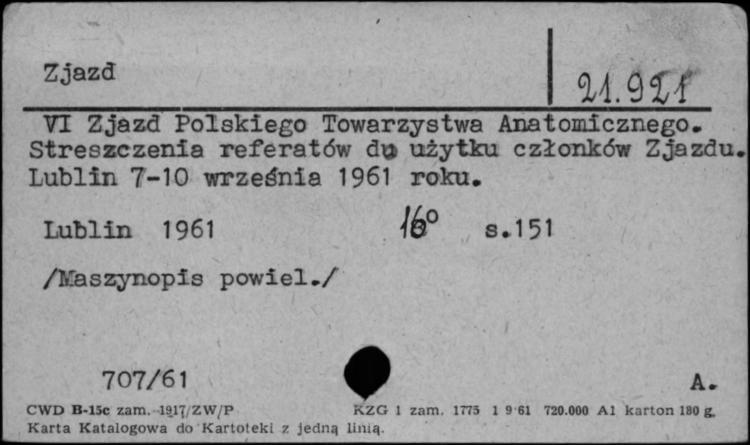 Zjazd
21.921
VI Zjazd Polskiego Towarzystwa Anatomicznego.
Streszczenia referatów do użytku członków Zjazdu.
Lublin 7-10 września 1961 roku.
Lublin 1961 16° s.151
/Maszynopis powiel./
707/61 A.
CWD B-15c zam. 1917/ZW/P KZG 1 zam. 1775 1 9 61 720.000 A1 karton 180 g.
Karta Katalogowa do Kartoteki z jedną linią.